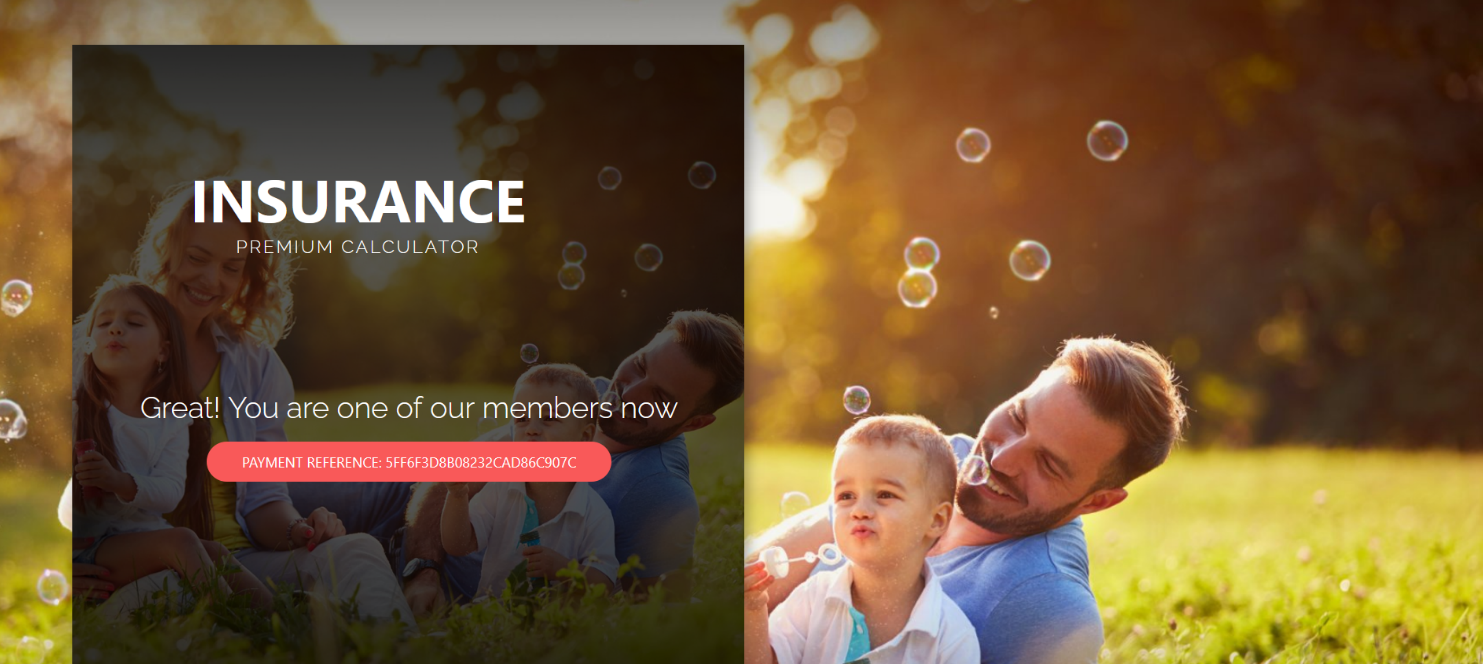 INSURANCE
PREMIUM CALCULATOR
Great! You are one of our members now
PAYMENT REFERENCE: 5FF6F3D8B08232CAD86C907C